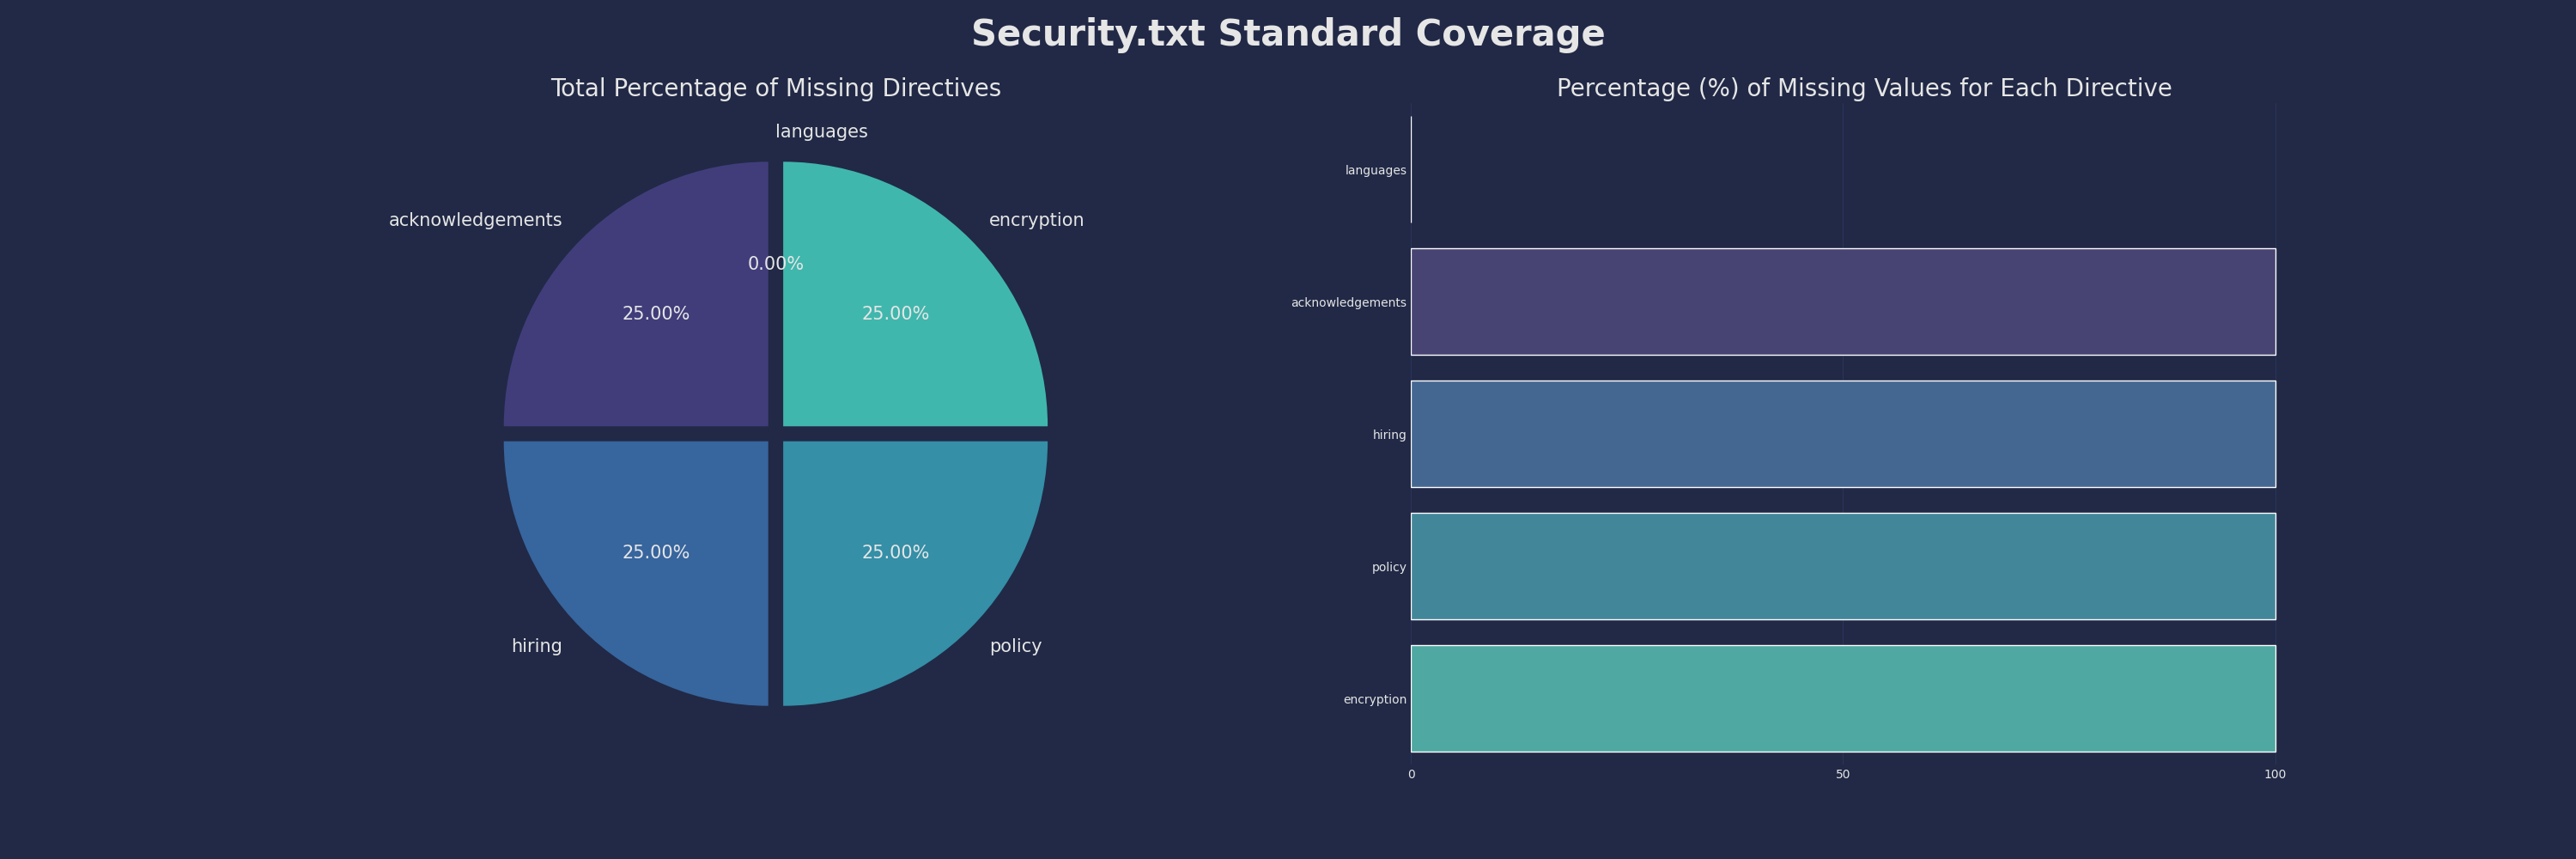 Security.txt Standard Coverage
Total Percentage of Missing Directives
languages
acknowledgements
encryption
0.00%
25.00%
25.00%
25.00%
25.00%
hiring
policy
Percentage (%) of Missing Values for Each Directive
languages
acknowledgements
hiring
policy
encryption
0
50
100